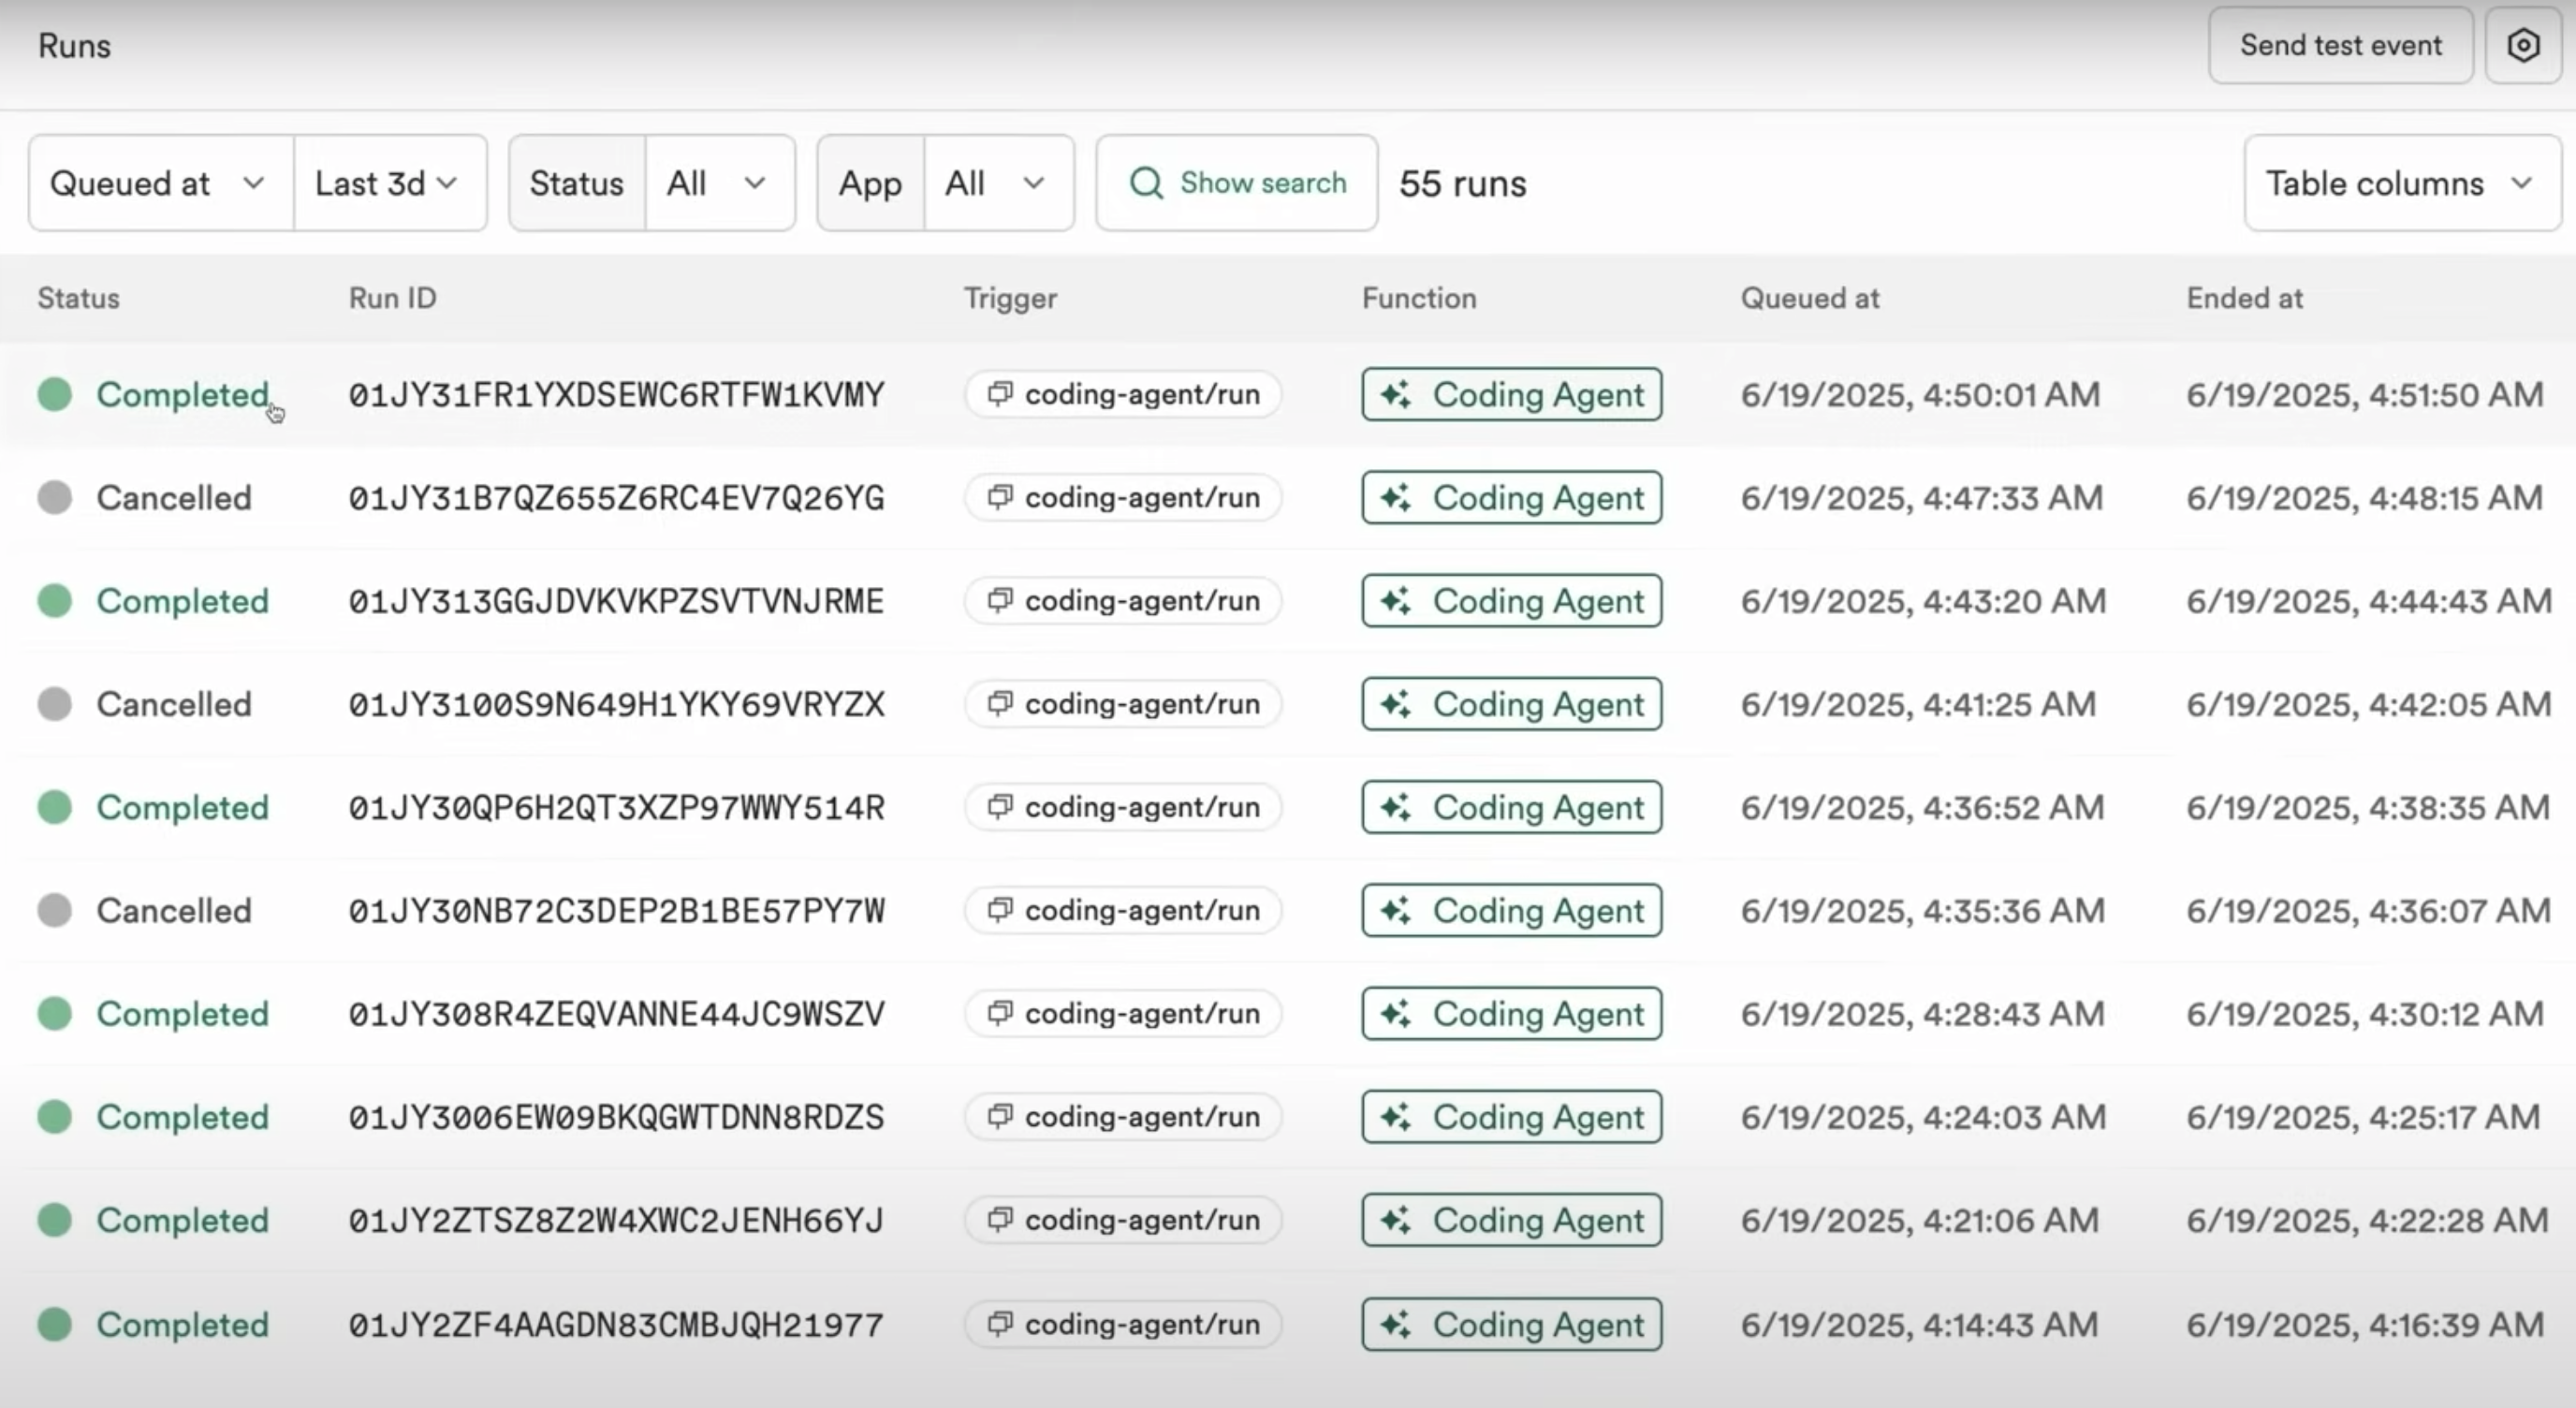 Runs Send test event
Queued at Last 3d Status All App All Show search 55 runs Table columns
Status Run ID Trigger Function Queued at Ended at
Completed 01JY31FR1YXDSEWC6RTFW1KVMY coding-agent/run Coding Agent 6/19/2025, 4:50:01 AM 6/19/2025, 4:51:50 AM
Cancelled 01JY31B7QZ655Z6RC4EV7Q26YG coding-agent/run Coding Agent 6/19/2025, 4:47:33 AM 6/19/2025, 4:48:15 AM
Completed 01JY313GGJDVKVKPZSVTVNJRME coding-agent/run Coding Agent 6/19/2025, 4:43:20 AM 6/19/2025, 4:44:43 AM
Cancelled 01JY3100S9N649H1YKY69VRYZX coding-agent/run Coding Agent 6/19/2025, 4:41:25 AM 6/19/2025, 4:42:05 AM
Completed 01JY30QP6H2QT3XZP97WWY514R coding-agent/run Coding Agent 6/19/2025, 4:36:52 AM 6/19/2025, 4:38:35 AM
Cancelled 01JY30NB72C3DEP2B1BE57PY7W coding-agent/run Coding Agent 6/19/2025, 4:35:36 AM 6/19/2025, 4:36:07 AM
Completed 01JY308R4ZEQVANNE44JC9WSZV coding-agent/run Coding Agent 6/19/2025, 4:28:43 AM 6/19/2025, 4:30:12 AM
Completed 01JY3006EW09BKQGWTDNN8RDZS coding-agent/run Coding Agent 6/19/2025, 4:24:03 AM 6/19/2025, 4:25:17 AM
Completed 01JY2ZTSZ8Z2W4XWC2JENH66YJ coding-agent/run Coding Agent 6/19/2025, 4:21:06 AM 6/19/2025, 4:22:28 AM
Completed 01JY2ZF4AAGDN83CMBJQH21977 coding-agent/run Coding Agent 6/19/2025, 4:14:43 AM 6/19/2025, 4:16:39 AM